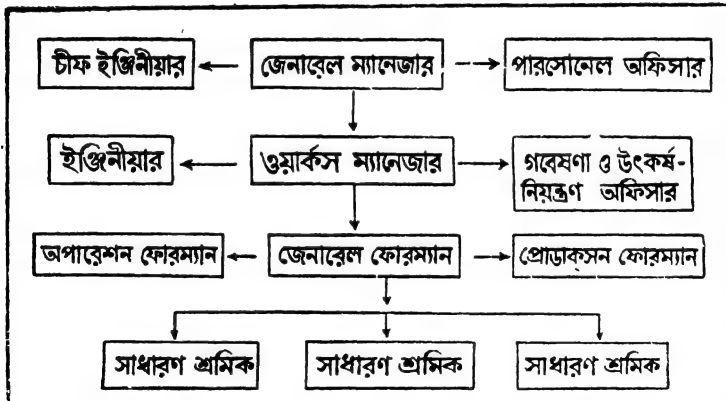 চীফ ইঞ্জিনীয়ার
জেনারেল ম্যানেজার
পারসোনেল অফিসার
ইঞ্জিনীয়ার
ওয়ার্কস ম্যানেজার
গবেষণা ও উৎকর্ষ-
নিয়ন্ত্রণ অফিসার
অপারেশন ফোরম্যান
জেনারেল ফোরম্যান
প্রোডাক্সন ফোরম্যান
সাধারণ শ্রমিক
সাধারণ শ্রমিক
সাধারণ শ্রমিক